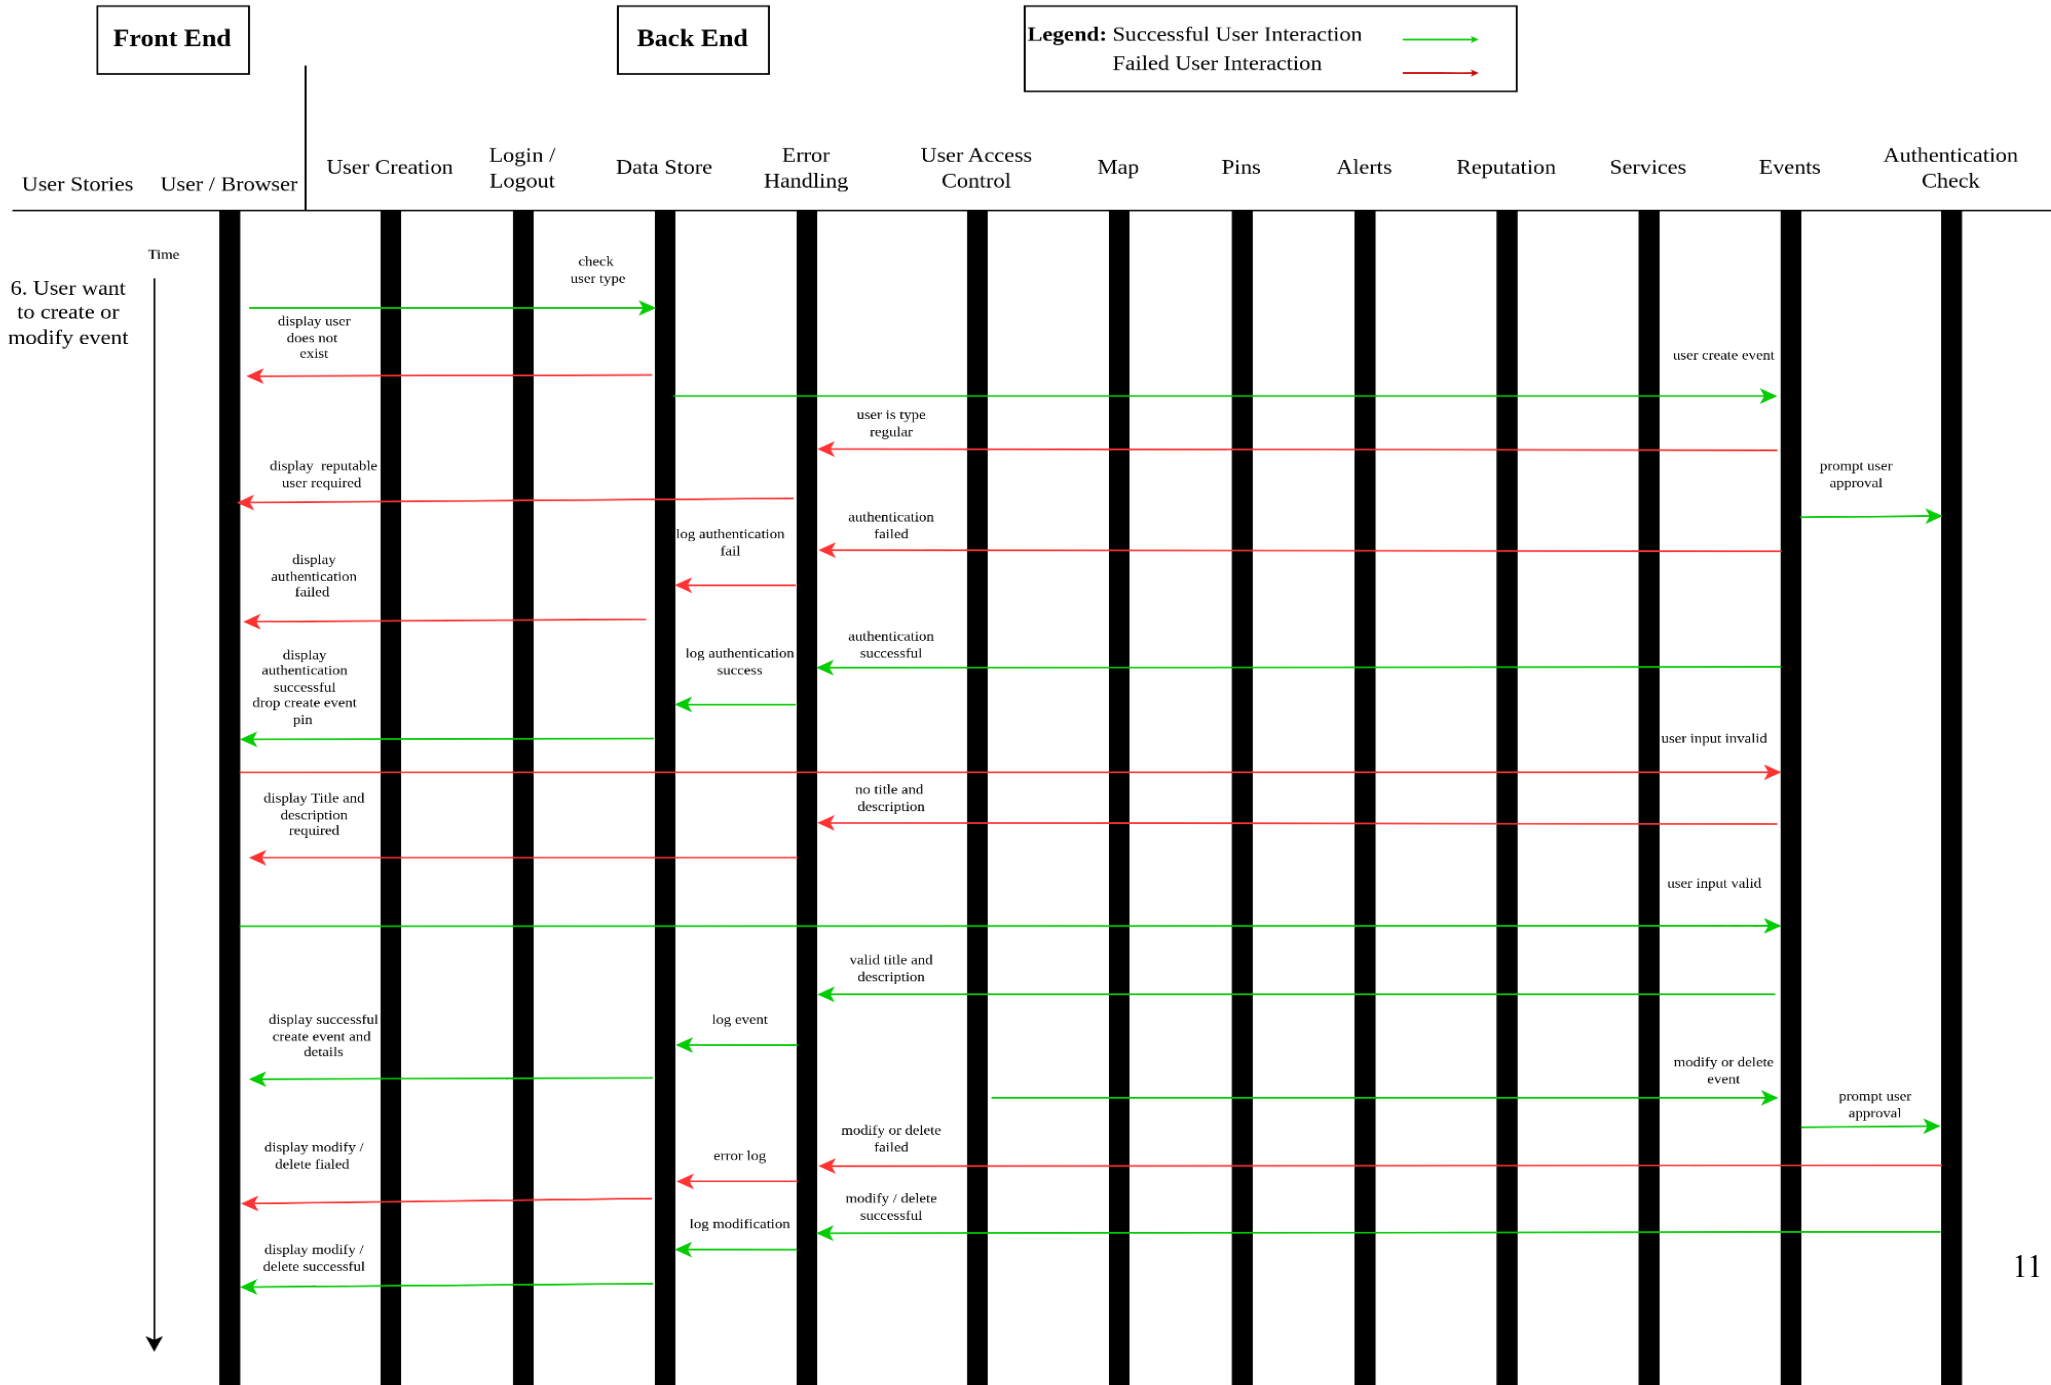 Front End
Back End
Legend: Successful User Interaction
Failed User Interaction
User Stories
User / Browser
User Creation
Login /
Logout
Data Store
Error
Handling
User Access
Control
Map
Pins
Alerts
Reputation
Services
Events
Authentication
Check
Time
6. User want
to create or
modify event
check
user type
display user
does not
exist
user create event
user is type
regular
display  reputable
user required
prompt user
approval
authentication
failed
log authentication
fail
display
authentication
failed
authentication
successful
log authentication
success
display
authentication
successful
drop create event
pin
user input invalid
no title and
description
display Title and
description
required
user input valid
valid title and
description
log event
display successful
create event and
details
modify or delete
event
prompt user
approval
modify or delete
failed
error log
display modify /
delete fialed
modify / delete
successful
log modification
display modify /
delete successful
11